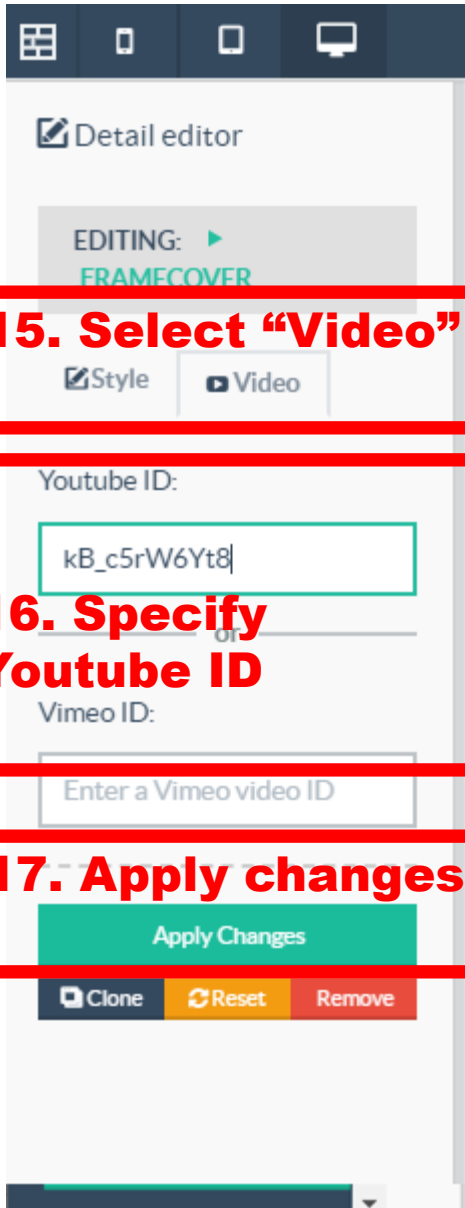 Detail editor
EDITING:
FRAMECOVER
15. Select “Video”
Style Video
Youtube ID:
kB_c5rW6Yt8
16. Specify
or
Youtube ID
Vimeo ID:
Enter a Vimeo video ID
17. Apply changes
Apply Changes
Clone Reset Remove